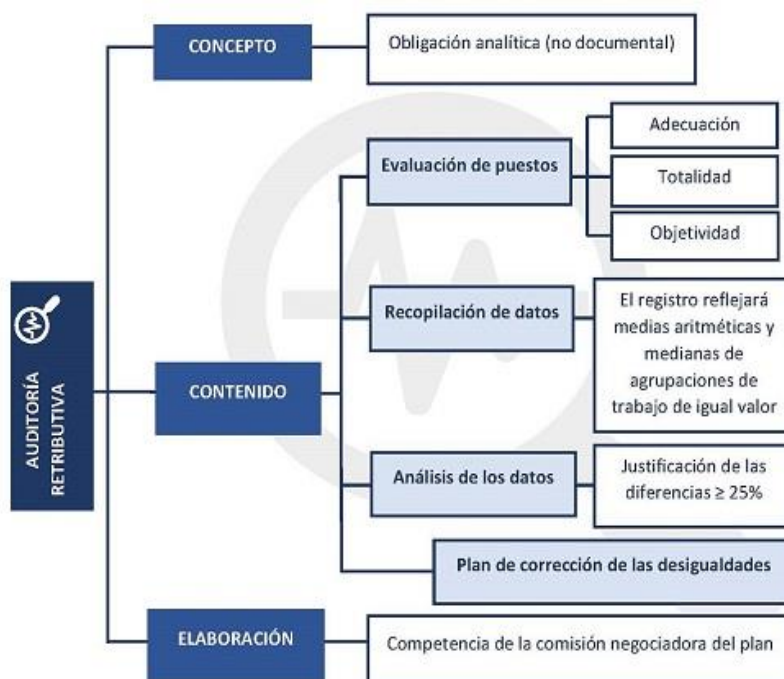 CONCEPTO
Obligación analítica (no documental)
Evaluación de puestos
Adecuación
Totalidad
Objetividad
AUDITORÍA
RETRIBUTIVA
CONTENIDO
Recopilación de datos
El registro reflejará
medias aritméticas y
medianas de
agrupaciones de
trabajo de igual valor
Análisis de los datos
Justificación de las
diferencias ≥ 25%
Plan de corrección de las desigualdades
ELABORACIÓN
Competencia de la comisión negociadora del plan